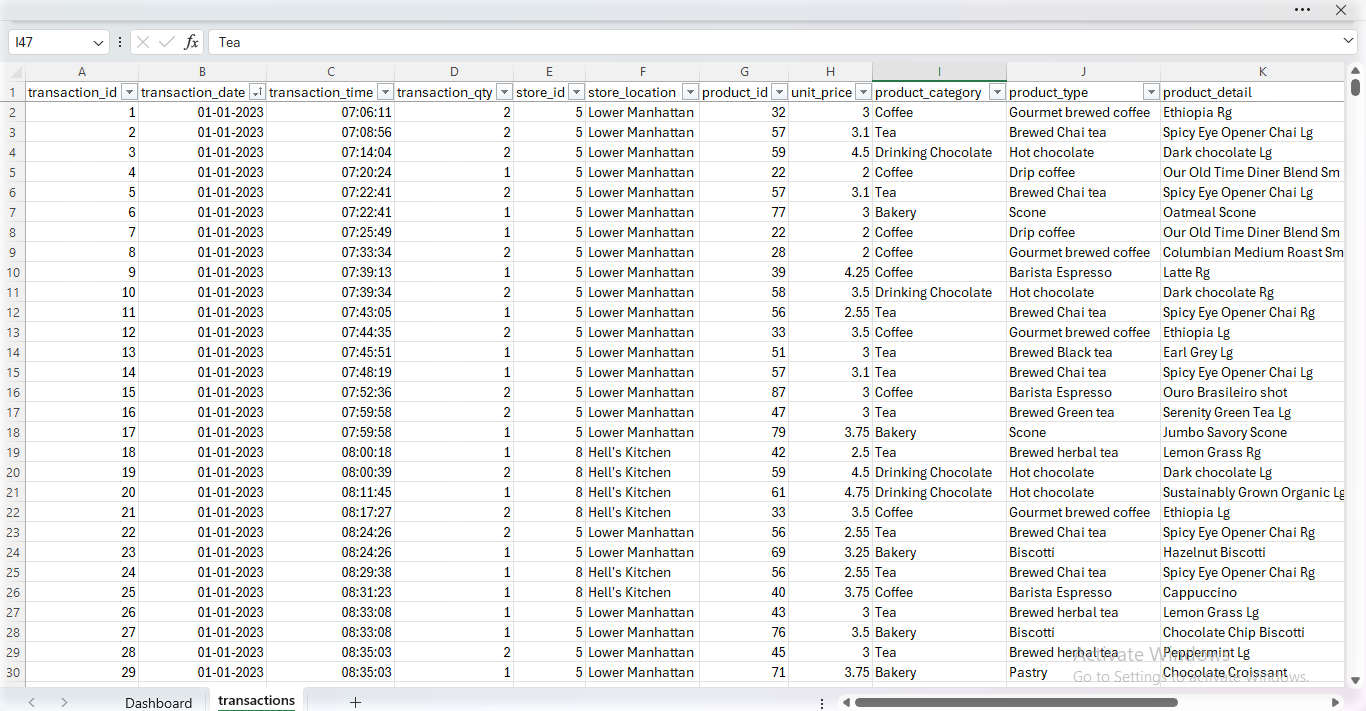 I47 fx Tea
A B C D E F G H I J K
1 transaction_id transaction_date transaction_time transaction_qty store_id store_location product_id unit_price product_category product_type product_detail
2 1 01-01-2023 07:06:11 2 5 Lower Manhattan 32 3 Coffee Gourmet brewed coffee Ethiopia Rg
3 2 01-01-2023 07:08:56 2 5 Lower Manhattan 57 3.1 Tea Brewed Chai tea Spicy Eye Opener Chai Lg
4 3 01-01-2023 07:14:04 2 5 Lower Manhattan 59 4.5 Drinking Chocolate Hot chocolate Dark chocolate Lg
5 4 01-01-2023 07:20:24 1 5 Lower Manhattan 22 2 Coffee Drip coffee Our Old Time Diner Blend Sm
6 5 01-01-2023 07:22:41 2 5 Lower Manhattan 57 3.1 Tea Brewed Chai tea Spicy Eye Opener Chai Lg
7 6 01-01-2023 07:22:41 1 5 Lower Manhattan 77 3 Bakery Scone Oatmeal Scone
8 7 01-01-2023 07:25:49 1 5 Lower Manhattan 22 2 Coffee Drip coffee Our Old Time Diner Blend Sm
9 8 01-01-2023 07:33:34 2 5 Lower Manhattan 28 2 Coffee Gourmet brewed coffee Columbian Medium Roast Sm
10 9 01-01-2023 07:39:13 1 5 Lower Manhattan 39 4.25 Coffee Barista Espresso Latte Rg
11 10 01-01-2023 07:39:34 2 5 Lower Manhattan 58 3.5 Drinking Chocolate Hot chocolate Dark chocolate Rg
12 11 01-01-2023 07:43:05 1 5 Lower Manhattan 56 2.55 Tea Brewed Chai tea Spicy Eye Opener Chai Rg
13 12 01-01-2023 07:44:35 2 5 Lower Manhattan 33 3.5 Coffee Gourmet brewed coffee Ethiopia Lg
14 13 01-01-2023 07:45:51 1 5 Lower Manhattan 51 3 Tea Brewed Black tea Earl Grey Lg
15 14 01-01-2023 07:48:19 1 5 Lower Manhattan 57 3.1 Tea Brewed Chai tea Spicy Eye Opener Chai Lg
16 15 01-01-2023 07:52:36 2 5 Lower Manhattan 87 3 Coffee Barista Espresso Ouro Brasileiro shot
17 16 01-01-2023 07:59:58 2 5 Lower Manhattan 47 3 Tea Brewed Green tea Serenity Green Tea Lg
18 17 01-01-2023 07:59:58 1 5 Lower Manhattan 79 3.75 Bakery Scone Jumbo Savory Scone
19 18 01-01-2023 08:00:18 1 8 Hell's Kitchen 42 2.5 Tea Brewed herbal tea Lemon Grass Rg
20 19 01-01-2023 08:00:39 2 8 Hell's Kitchen 59 4.5 Drinking Chocolate Hot chocolate Dark chocolate Lg
21 20 01-01-2023 08:11:45 1 8 Hell's Kitchen 61 4.75 Drinking Chocolate Hot chocolate Sustainably Grown Organic Lg
22 21 01-01-2023 08:17:27 2 8 Hell's Kitchen 33 3.5 Coffee Gourmet brewed coffee Ethiopia Lg
23 22 01-01-2023 08:24:26 2 5 Lower Manhattan 56 2.55 Tea Brewed Chai tea Spicy Eye Opener Chai Rg
24 23 01-01-2023 08:24:26 1 5 Lower Manhattan 69 3.25 Bakery Biscotti Hazelnut Biscotti
25 24 01-01-2023 08:29:38 1 8 Hell's Kitchen 56 2.55 Tea Brewed Chai tea Spicy Eye Opener Chai Rg
26 25 01-01-2023 08:31:23 1 8 Hell's Kitchen 40 3.75 Coffee Barista Espresso Cappuccino
27 26 01-01-2023 08:33:08 1 5 Lower Manhattan 43 3 Tea Brewed herbal tea Lemon Grass Lg
28 27 01-01-2023 08:33:08 1 5 Lower Manhattan 76 3.5 Bakery Biscotti Chocolate Chip Biscotti
29 28 01-01-2023 08:35:03 2 5 Lower Manhattan 45 3 Tea Brewed herbal tea Peppermint Lg
30 29 01-01-2023 08:35:03 1 5 Lower Manhattan 71 3.75 Bakery Pastry Chocolate Croissant
Activate Windows
Go to Settings to activate Windows.
Dashboard transactions